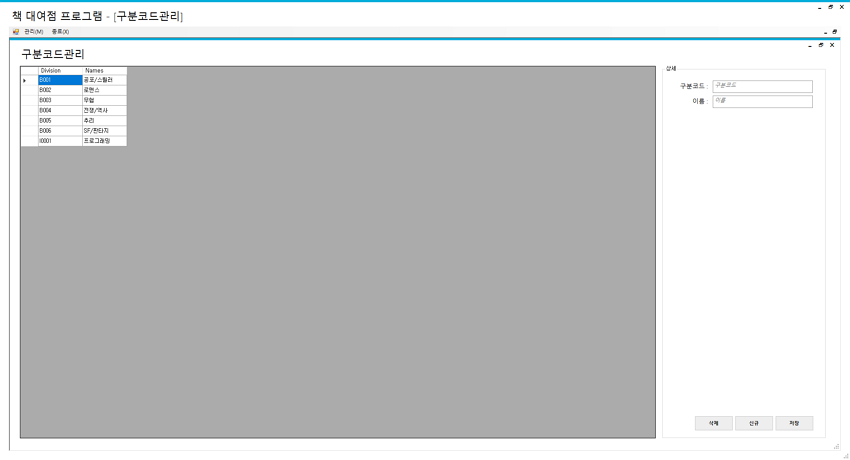 책 대여점 프로그램 - [구분코드관리]
관리(M) 종료(X)
구분코드관리
Division Names
B001 공포/스릴러
B002 로맨스
B003 무협
B004 전쟁/역사
B005 추리
B006 SF/판타지
I0001 프로그래밍
상세
구분코드 : 구분코드
이름 : 이름
삭제 신규 저장